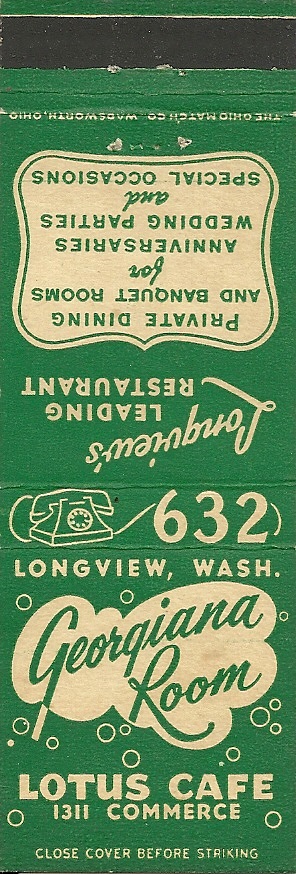 THE OHIO MATCH CO. WADSWORTH, OHIO
PRIVATE DINING
AND BANQUET ROOMS
for
ANNIVERSARIES
WEDDING PARTIES
and
SPECIAL OCCASIONS
Longview's
LEADING
RESTAURANT
632
LONGVIEW, WASH.
Georgiana
Room
LOTUS CAFE
1311 COMMERCE
CLOSE COVER BEFORE STRIKING